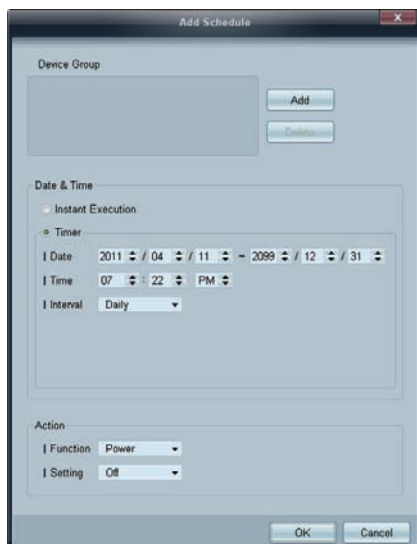 Add Schedule
x
Device Group
Add
Delete
Date & Time
Instant Execution
Timer
Date 2011 / 04 / 11 - 2099 / 12 / 31
Time 07 : 22 PM
Interval Daily
Action
Function Power
Setting Off
OK Cancel